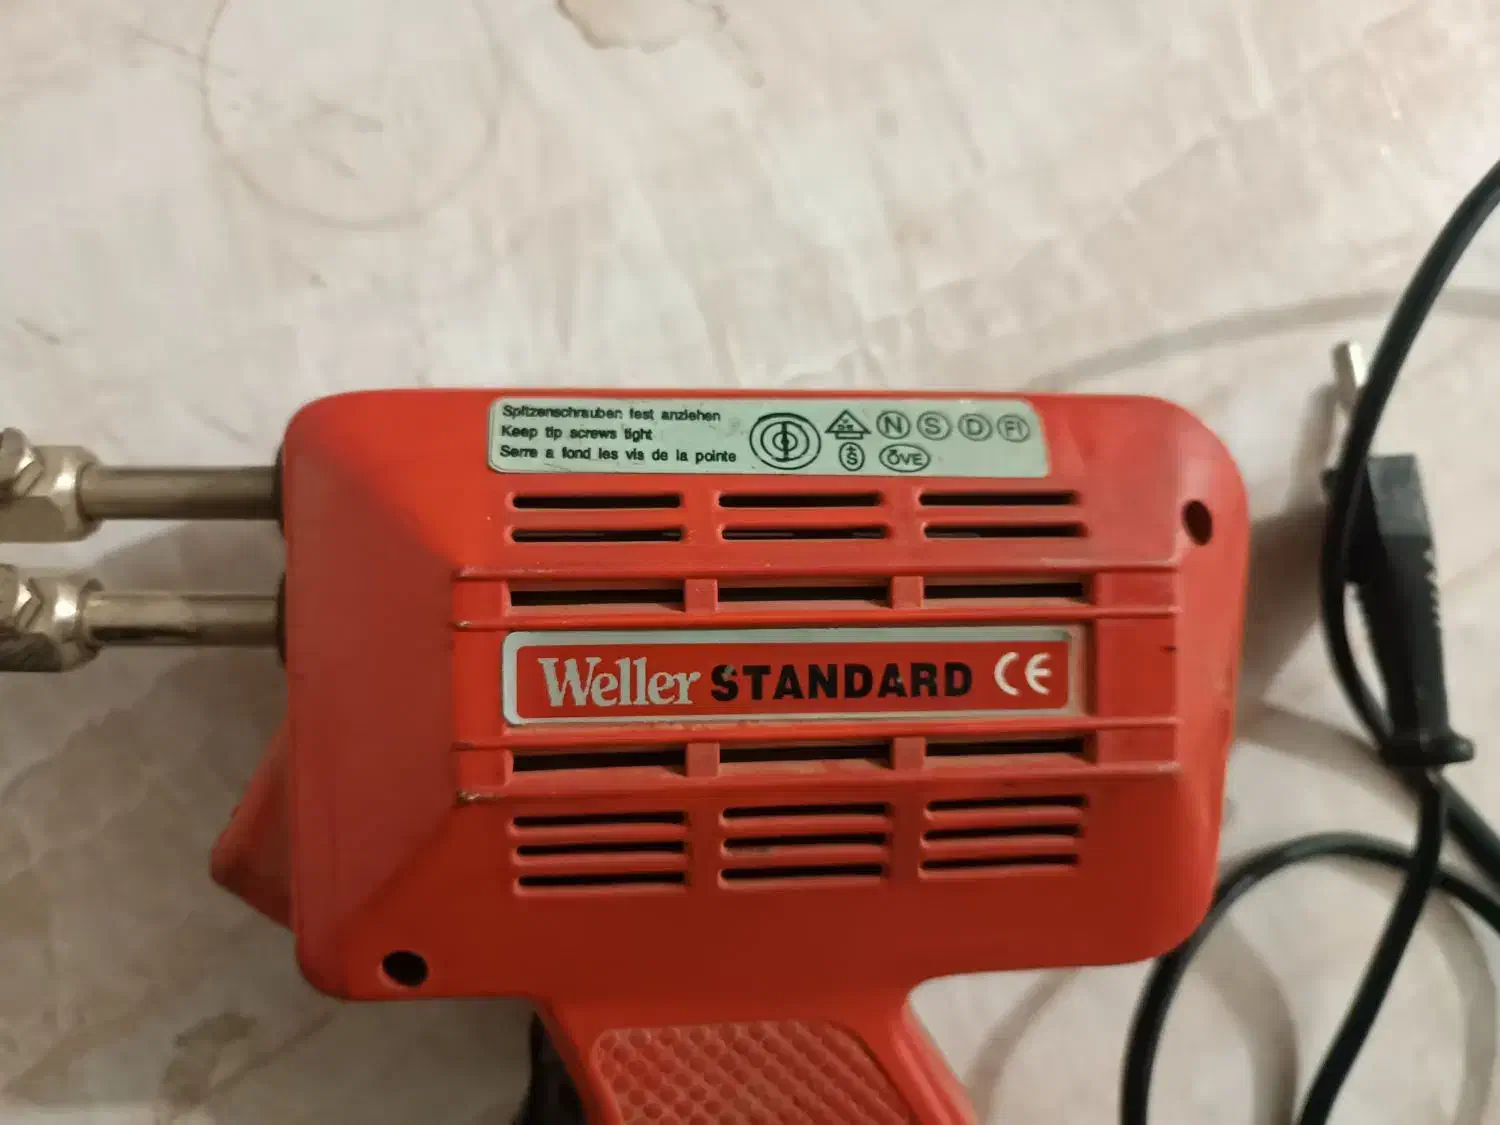 Spitzenschrauben fest anziehen
Keep tip screws tight
Serre a fond les vis de la pointe
N S D FI
S ÖVE
Weller STANDARD CE